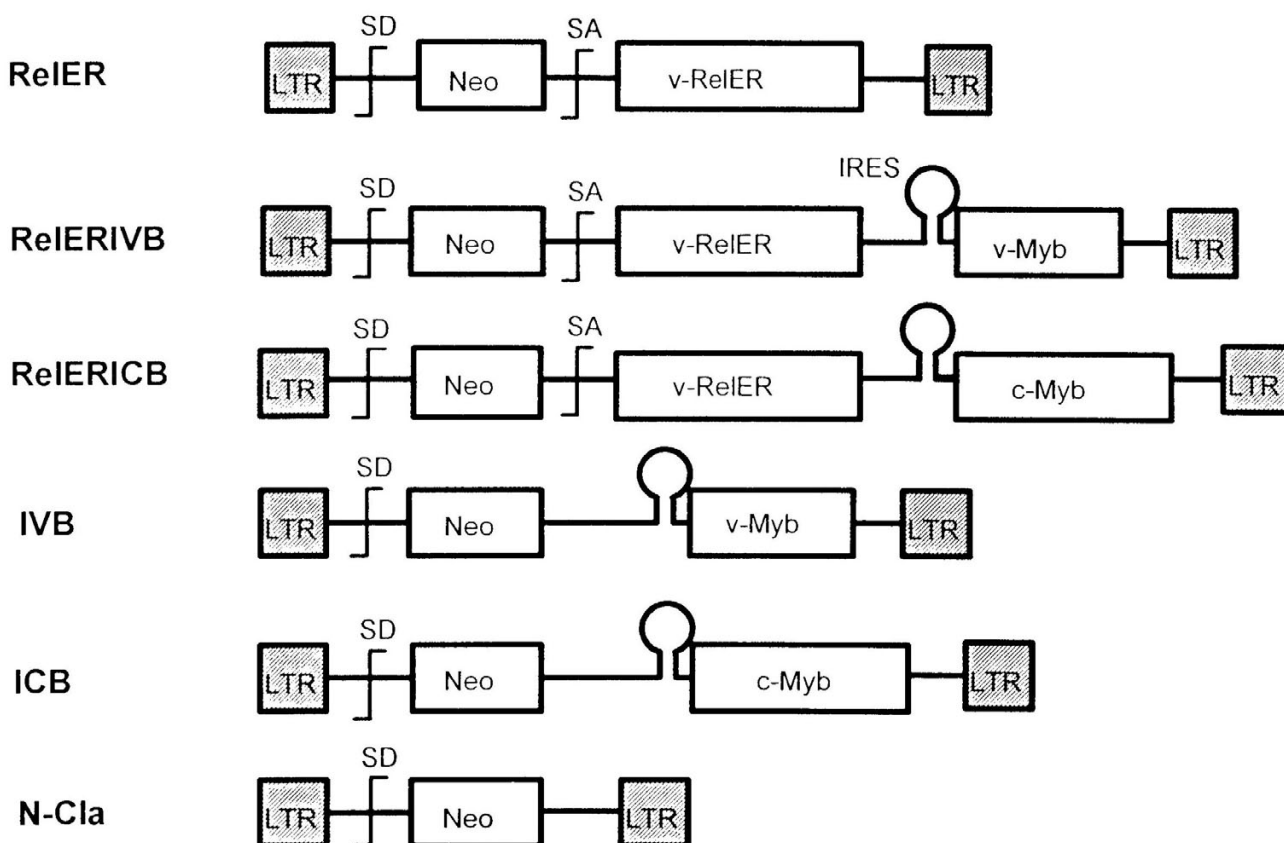 SD SA
RelER LTR Neo v-RelER LTR
SD SA IRES
RelERIVB LTR Neo v-RelER v-Myb LTR
SD SA
RelERICB LTR Neo v-RelER c-Myb LTR
SD
IVB LTR Neo v-Myb LTR
SD
ICB LTR Neo c-Myb LTR
SD
N-Cla LTR Neo LTR